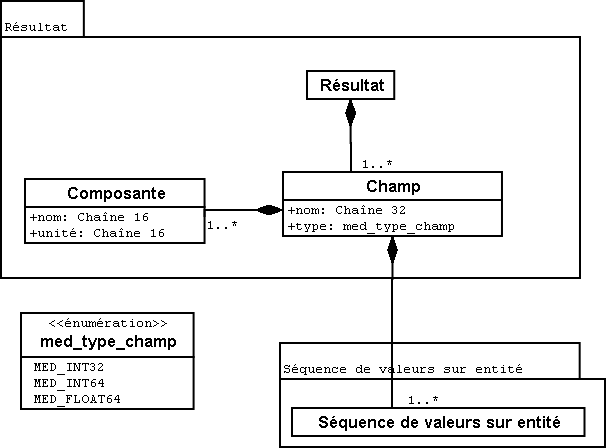 Résultat
Résultat
1..*
Composante
+nom: Chaîne 16
+unité: Chaîne 16
1..*
Champ
+nom: Chaîne 32
+type: med_type_champ
<<énumération>>
med_type_champ
MED_INT32
MED_INT64
MED_FLOAT64
Séquence de valeurs sur entité
1..*
Séquence de valeurs sur entité